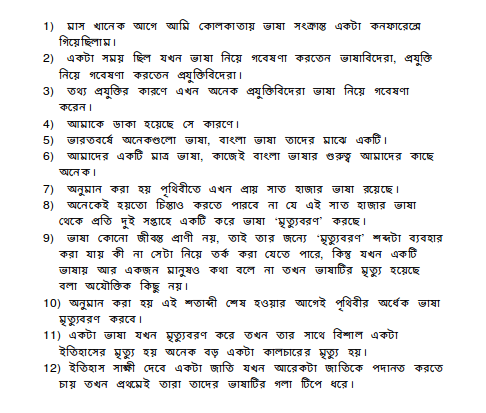 1) মাস খানেক আগে আমি কোলকাতায় ভাষা সংক্রান্ত একটা কনফারেন্সে
গিয়েছিলাম।
2) একটা সময় ছিল যখন ভাষা নিয়ে গবেষণা করতেন ভাষাবিদেরা, প্রযুক্তি
নিয়ে গবেষণা করতেন প্রযুক্তিবিদেরা।
3) তথ্য প্রযুক্তির কারণে এখন অনেক প্রযুক্তিবিদেরা ভাষা নিয়ে গবেষণা
করেন।
4) আমাকে ডাকা হয়েছে সে কারণে।
5) ভারতবর্ষে অনেকগুলো ভাষা, বাংলা ভাষা তাদের মাঝে একটি।
6) আমাদের একটি মাত্র ভাষা, কাজেই বাংলা ভাষার গুরুত্ব আমাদের কাছে
অনেক।
7) অনুমান করা হয় পৃথিবীতে এখন প্রায় সাত হাজার ভাষা রয়েছে।
8) অনেকেই হয়তো চিন্তাও করতে পারবে না যে এই সাত হাজার ভাষা
থেকে প্রতি দুই সপ্তাহে একটি করে ভাষা ‘মৃত্যুবরণ’ করছে।
9) ভাষা কোনো জীবন্ত প্রাণী নয়, তাই তার জন্যে ‘মৃত্যুবরণ’ শব্দটা ব্যবহার
করা যায় কী না সেটা নিয়ে তর্ক করা যেতে পারে, কিন্তু যখন একটি
ভাষায় আর একজন মানুষও কথা বলে না তখন ভাষাটির মৃত্যু হয়েছে
বলা অযৌক্তিক কিছু নয়।
10) অনুমান করা হয় এই শতাব্দী শেষ হওয়ার আগেই পৃথিবীর অর্ধেক ভাষা
মৃত্যুবরণ করবে।
11) একটা ভাষা যখন মৃত্যুবরণ করে তখন তার সাথে বিশাল একটা
ইতিহাসের মৃত্যু হয় অনেক বড় একটা কালচারের মৃত্যু হয়।
12) ইতিহাস সাক্ষী দেবে একটা জাতি যখন আরেকটা জাতিকে পদানত করতে
চায় তখন প্রথমেই তারা তাদের ভাষাটির গলা টিপে ধরে।